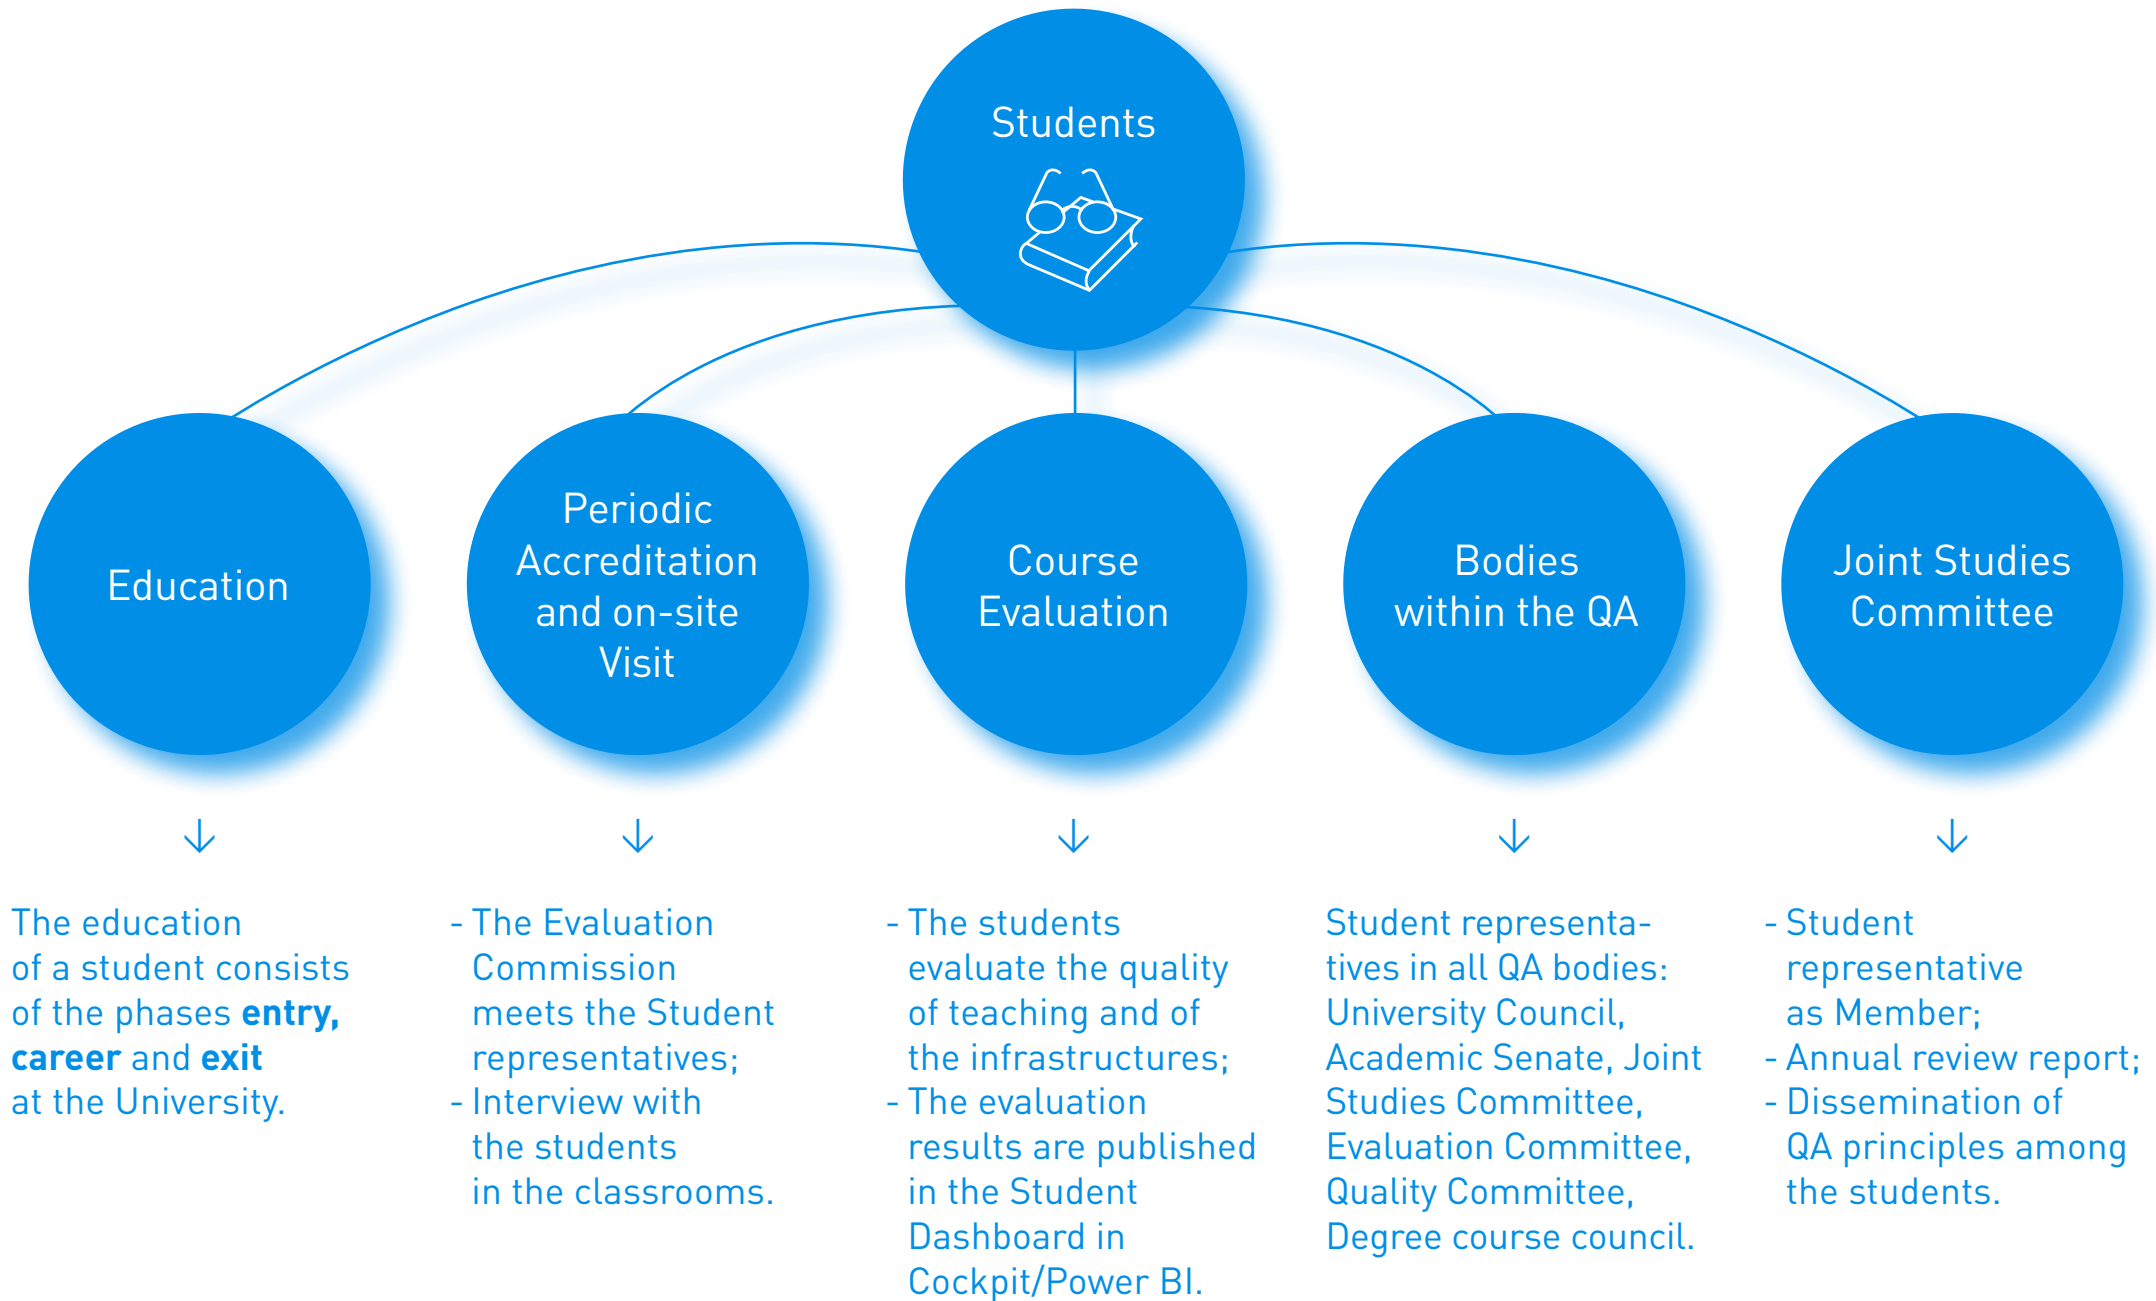 Students
Education
Periodic
Accreditation
and on-site
Visit
Course
Evaluation
Bodies
within the QA
Joint Studies
Committee
The education
of a student consists
of the phases entry,
career and exit
at the University.
- The Evaluation
Commission
meets the Student
representatives;
- Interview with
the students
in the classrooms.
- The students
evaluate the quality
of teaching and of
the infrastructures;
- The evaluation
results are published
in the Student
Dashboard in
Cockpit/Power BI.
Student representa-
tives in all QA bodies:
University Council,
Academic Senate, Joint
Studies Committee,
Evaluation Committee,
Quality Committee,
Degree course council.
- Student
representative
as Member;
- Annual review report;
- Dissemination of
QA principles among
the students.